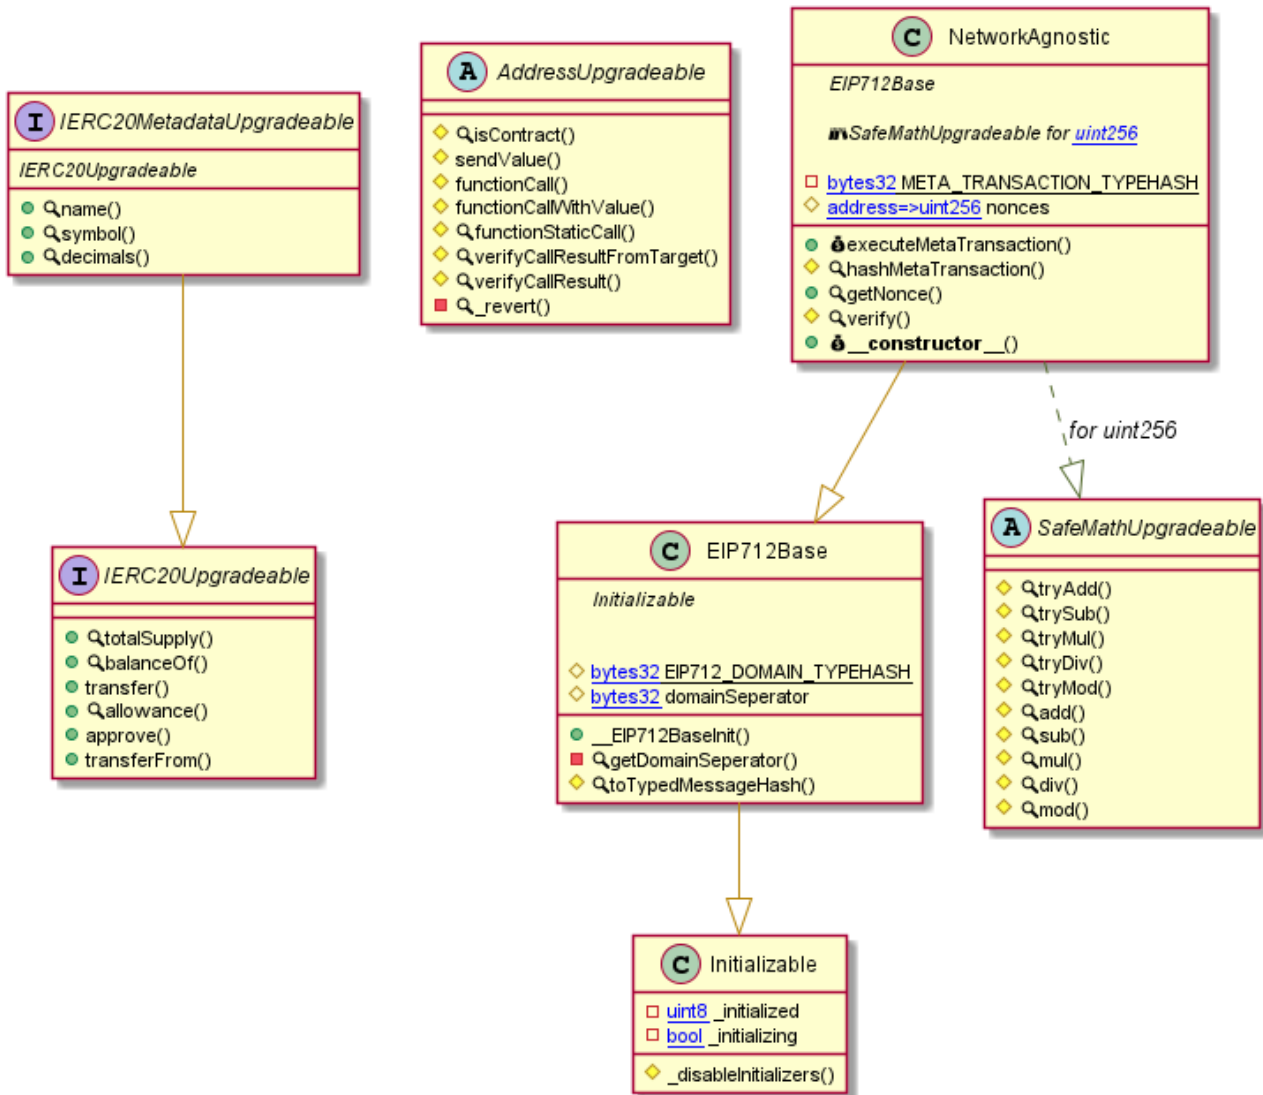 I IERC20MetadataUpgradeable
IERC20Upgradeable
name()
symbol()
decimals()
A AddressUpgradeable
isContract()
sendValue()
functionCall()
functionCallWithValue()
functionStaticCall()
verifyCallResultFromTarget()
verifyCallResult()
_revert()
C NetworkAgnostic
EIP712Base
SafeMathUpgradeable for uint256
bytes32 META_TRANSACTION_TYPEHASH
address=>uint256 nonces
executeMetaTransaction()
hashMetaTransaction()
getNonce()
verify()
__constructor__()
for uint256
I IERC20Upgradeable
totalSupply()
balanceOf()
transfer()
allowance()
approve()
transferFrom()
C EIP712Base
Initializable
bytes32 EIP712_DOMAIN_TYPEHASH
bytes32 domainSeperator
__EIP712BaseInit()
getDomainSeperator()
toTypedMessageHash()
A SafeMathUpgradeable
tryAdd()
trySub()
tryMul()
tryDiv()
tryMod()
add()
sub()
mul()
div()
mod()
C Initializable
uint8 _initialized
bool _initializing
_disableInitializers()